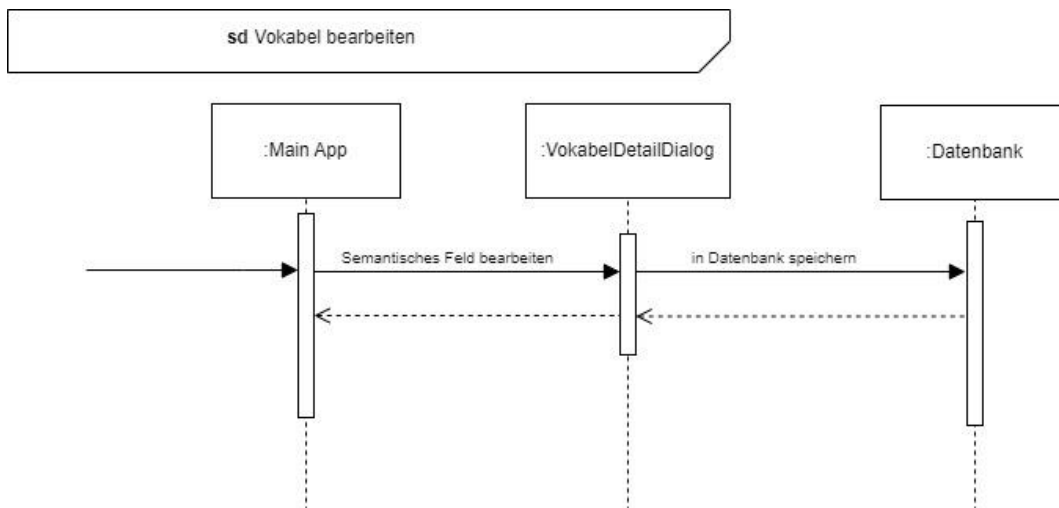 sd Vokabel bearbeiten
:Main App
:VokabelDetailDialog
:Datenbank
Semantisches Feld bearbeiten
in Datenbank speichern